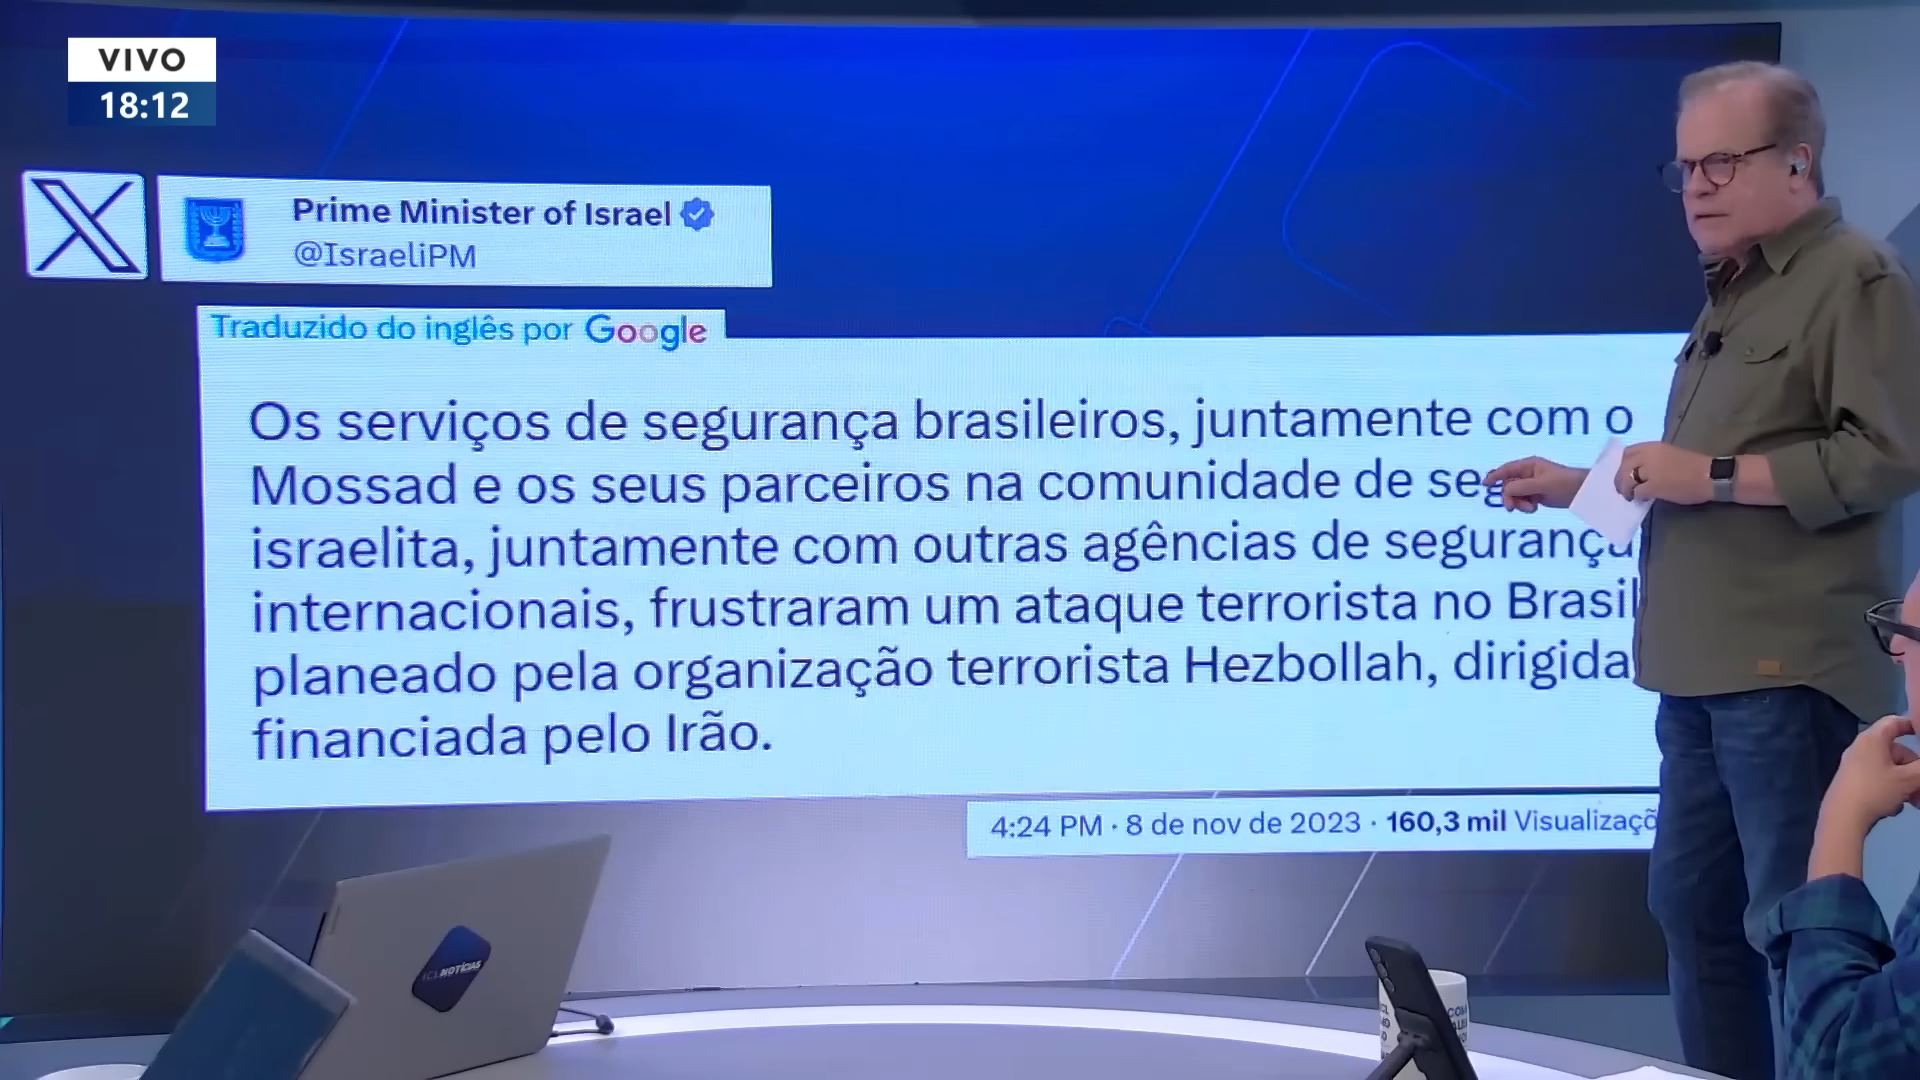 VIVO
18:12
Prime Minister of Israel
@IsraeliPM
Traduzido do inglês por Google
Os serviços de segurança brasileiros, juntamente com o
Mossad e os seus parceiros na comunidade de
israelita, juntamente com outras agências de segurança
internacionais, frustraram um ataque terrorista no Brasil
planeado pela organização terrorista Hezbollah, dirigida
financiada pelo Irão.
4:24 PM · 8 de nov de 2023 · 160,3 mil Visualizaçõ
ICL NOTÍCIAS